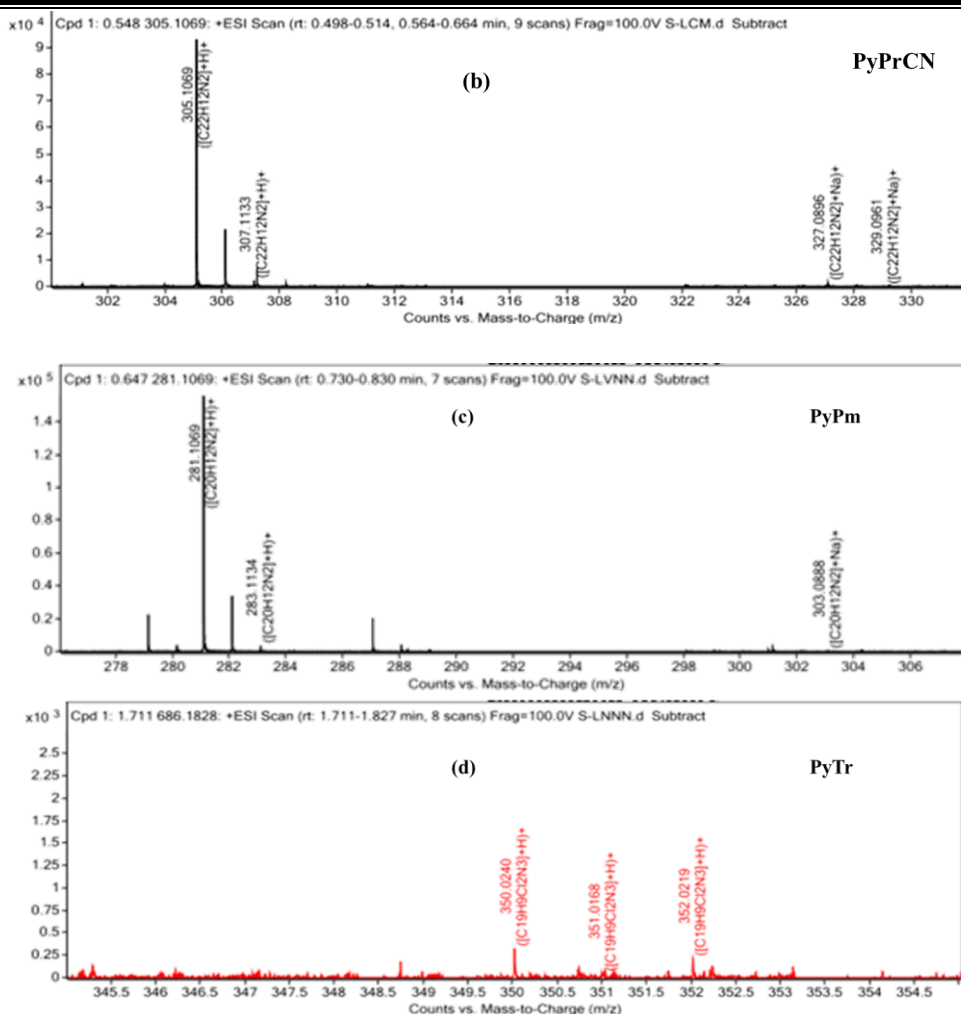 x10 4 Cpd 1: 0.548 305.1069: +ESI Scan (rt: 0.498-0.514, 0.564-0.664 min, 9 scans) Frag=100.0V S-LCM.d Subtract
PyPrCN
(b)
9
8
7
6
5
4
3
2
1
0
305.1069
([C22H12N2]+H)+
307.1133
([C22H12N2]+H)+
327.0896
([C22H12N2]+Na)+
329.0961
([C22H12N2]+Na)+
302 304 306 308 310 312 314 316 318 320 322 324 326 328 330
Counts vs. Mass-to-Charge (m/z)
x10 5 Cpd 1: 0.647 281.1069: +ESI Scan (rt: 0.730-0.830 min, 7 scans) Frag=100.0V S-LVNN.d Subtract
(c)
PyPm
1.4
1.2
1
0.8
0.6
0.4
0.2
0
281.1069
([C20H12N2]+H)+
283.1134
([C20H12N2]+H)+
303.0888
([C20H12N2]+Na)+
278 280 282 284 286 288 290 292 294 296 298 300 302 304 306
Counts vs. Mass-to-Charge (m/z)
x10 3 Cpd 1: 1.711 686.1828: +ESI Scan (rt: 1.711-1.827 min, 8 scans) Frag=100.0V S-LNNN.d Subtract
(d)
PyTr
2.5
2.25
2
1.75
1.5
1.25
1
0.75
0.5
0.25
0
350.0240
([C19H9Cl2N3]+H)+
351.0168
([C19H9Cl2N3]+H)+
352.0219
([C19H9Cl2N3]+H)+
345.5 346 346.5 347 347.5 348 348.5 349 349.5 350 350.5 351 351.5 352 352.5 353 353.5 354 354.5
Counts vs. Mass-to-Charge (m/z)